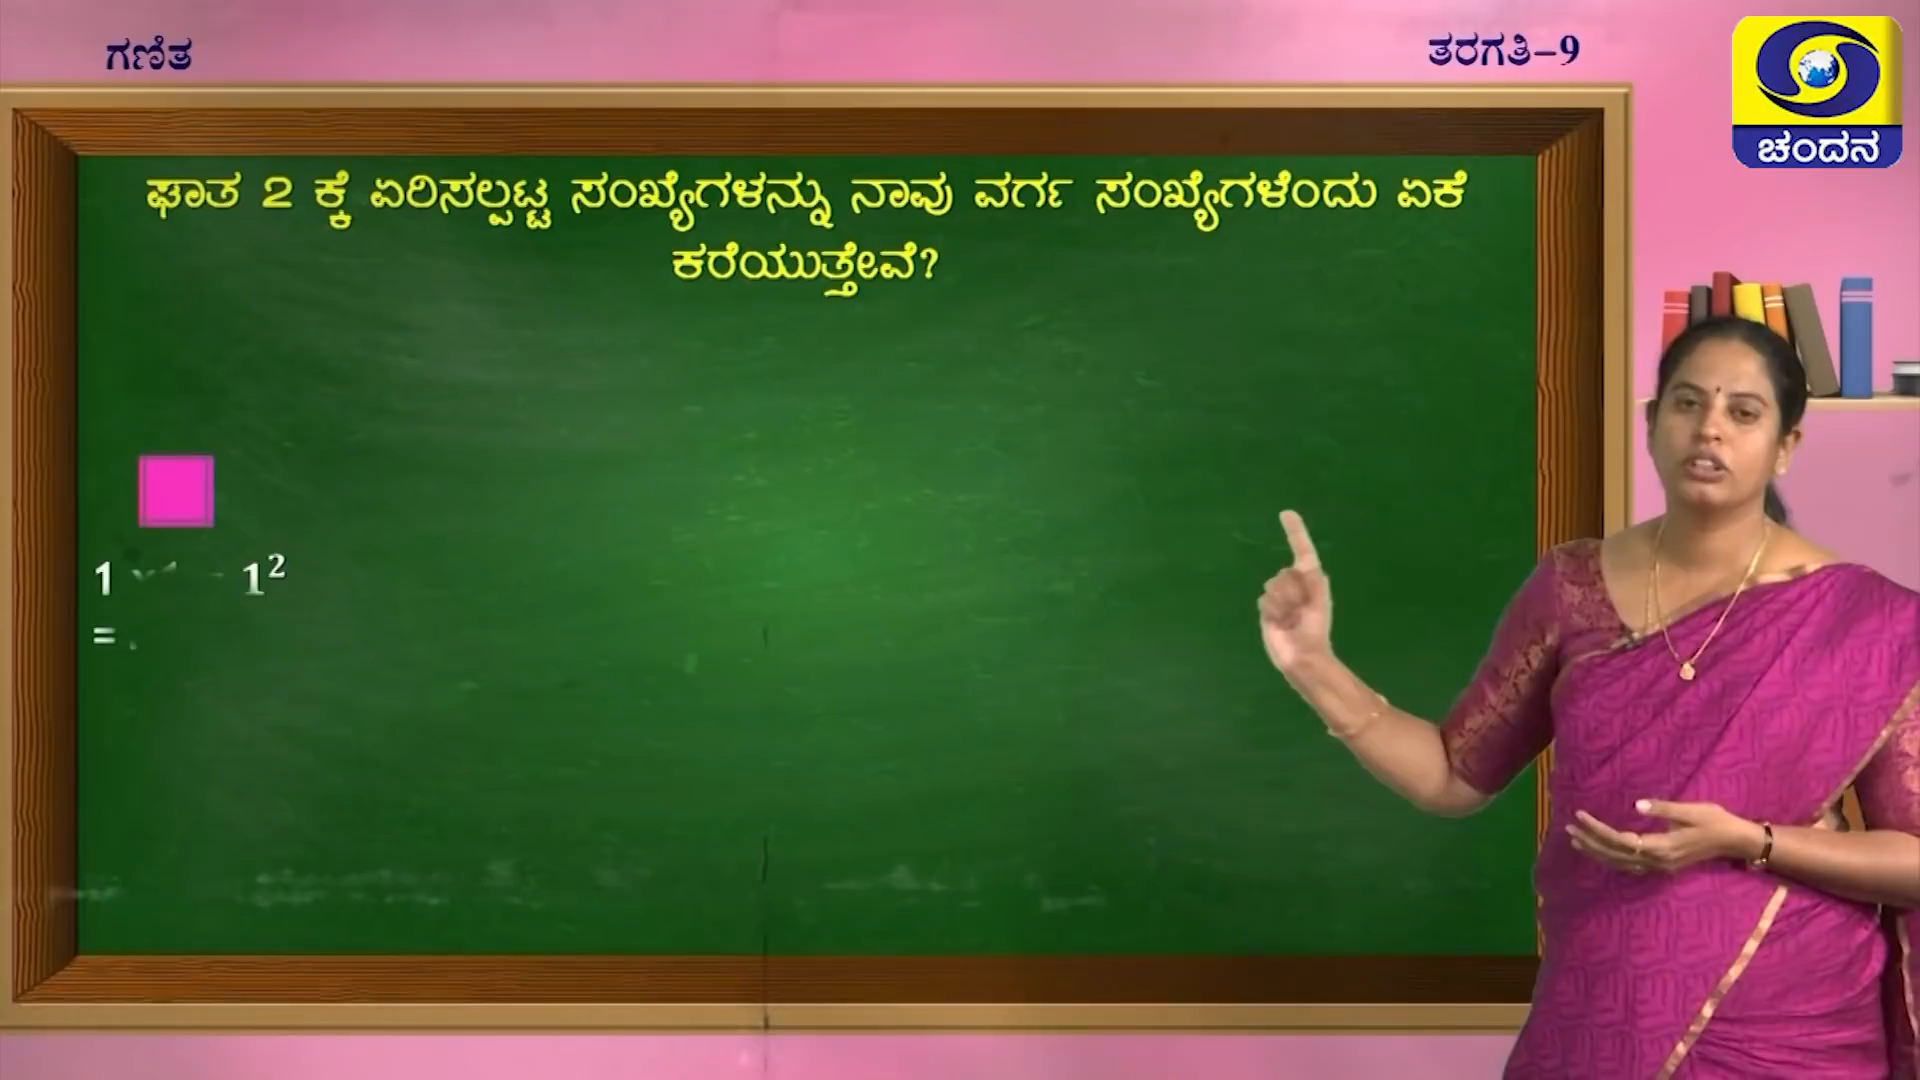 ಗಣಿತ
ತರಗತಿ-9
ಚಂದನ
ಘಾತ 2 ಕ್ಕೆ ಏರಿಸಲ್ಪಟ್ಟ ಸಂಖ್ಯೆಗಳನ್ನು ನಾವು ವರ್ಗ ಸಂಖ್ಯೆಗಳೆಂದು ಏಕೆ
ಕರೆಯುತ್ತೇವೆ?
1 1²
=